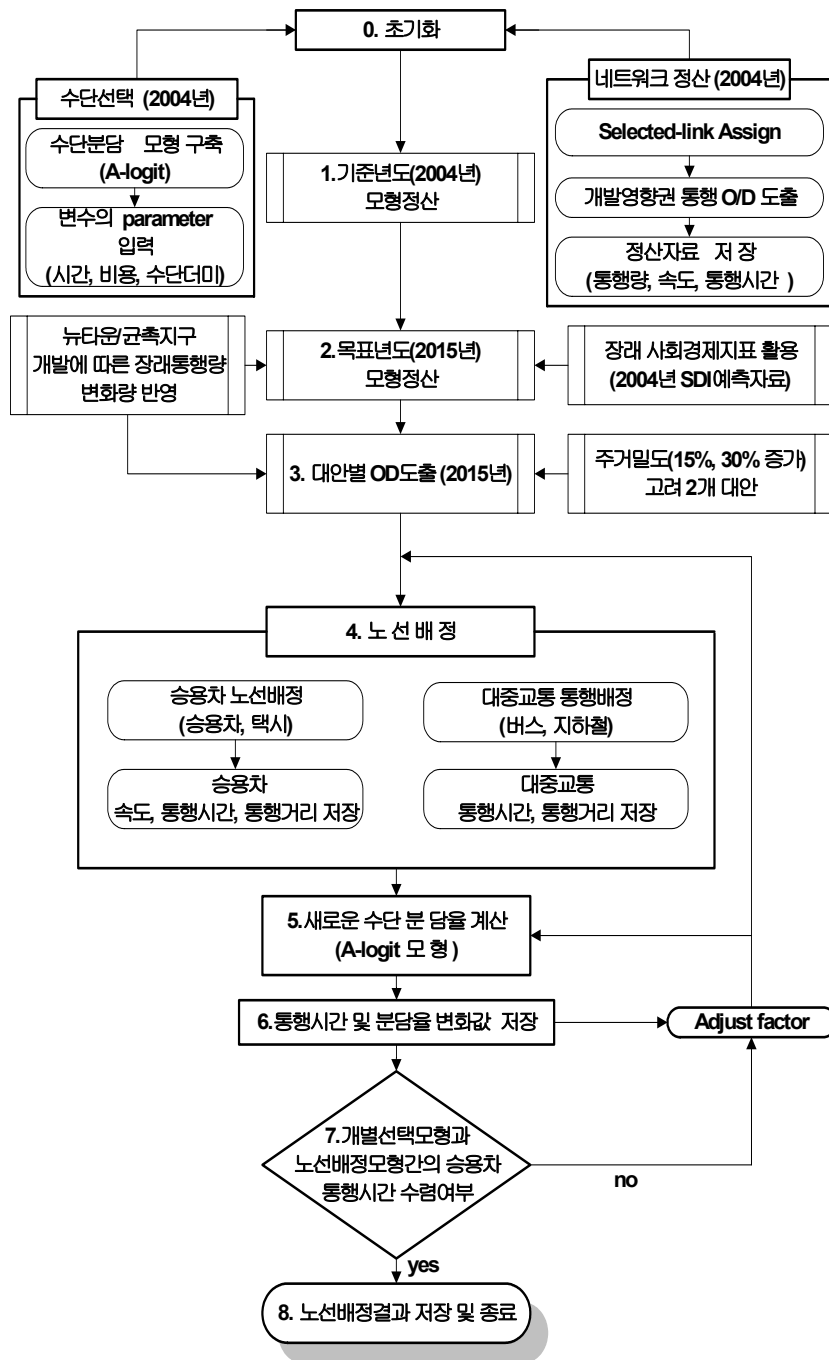 0. 초기화
수단선택 (2004년)
수단분담 모형 구축
(A-logit)
변수의 parameter
입력
(시간, 비용, 수단더미)
1.기준년도(2004년)
모형정산
네트워크 정산 (2004년)
Selected-link Assign
개발영향권 통행 O/D 도출
정산자료 저 장
(통행량, 속도, 통행시간 )
뉴타운/균촉지구
개발에 따른 장래통행량
변화량 반영
2.목표년도(2015년)
모형정산
장래 사회경제지표 활용
(2004년 SDI예측자료)
3. 대안별 OD도출 (2015년)
주거밀도(15%, 30% 증가)
고려 2개 대안
4. 노 선 배 정
승용차 노선배정
(승용차, 택시)
승용차
속도, 통행시간, 통행거리 저장
대중교통 통행배정
(버스, 지하철)
대중교통
통행시간, 통행거리 저장
5.새로운 수단 분 담율 계산
(A-logit 모 형 )
6.통행시간 및 분담율 변화값 저장
Adjust factor
7.개별선택모형과
노선배정모형간의 승용차
통행시간 수렴여부
no
yes
8. 노선배정결과 저장 및 종료